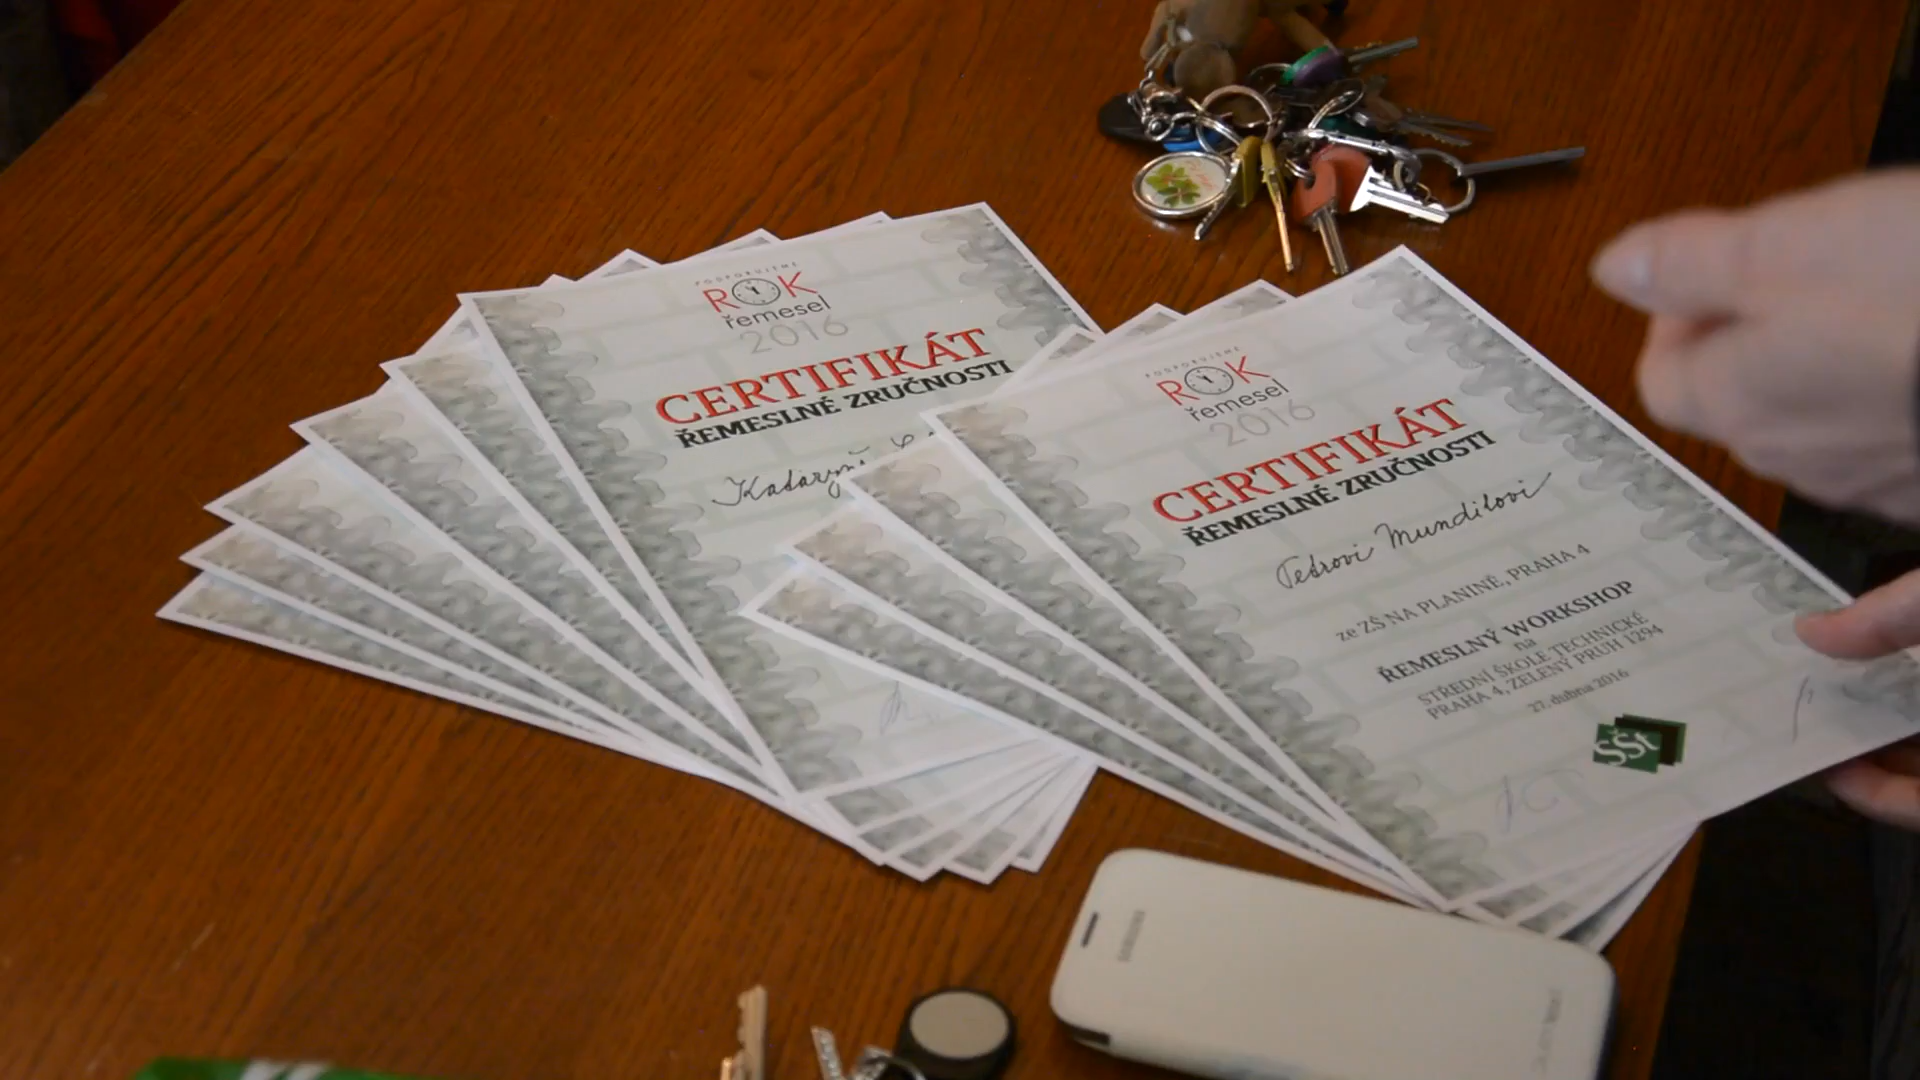 PODPORUJEME
ROK
řemesel
2016
CERTIFIKÁT
ŘEMESLNÉ ZRUČNOSTI
PODPORUJEME
ROK
řemesel
2016
CERTIFIKÁT
ŘEMESLNÉ ZRUČNOSTI
Petrovi Mundilovi
ze ZŠ NA PLANINĚ, PRAHA 4
ŘEMESLNÝ WORKSHOP
na
STŘEDNÍ ŠKOLE TECHNICKÉ
PRAHA 4, ZELENÝ PRUH 1294
27. dubna 2016
SŠT
SAMSUNG